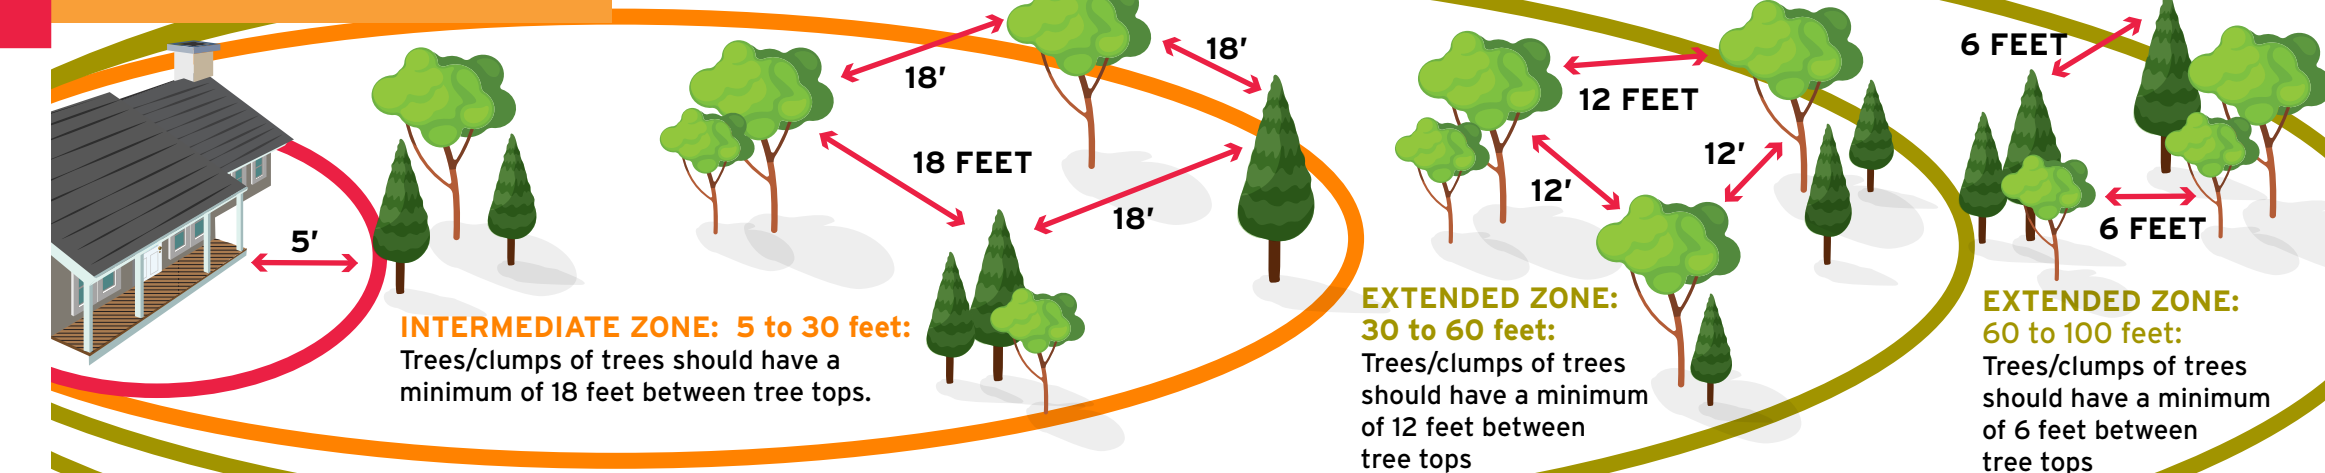 18′
18′
6 FEET
12 FEET
18 FEET
12′
12′
18′
5′
6 FEET
INTERMEDIATE ZONE: 5 to 30 feet:
Trees/clumps of trees should have a
minimum of 18 feet between tree tops.
EXTENDED ZONE:
30 to 60 feet:
Trees/clumps of trees
should have a minimum
of 12 feet between
tree tops
EXTENDED ZONE:
60 to 100 feet:
Trees/clumps of trees
should have a minimum
of 6 feet between
tree tops